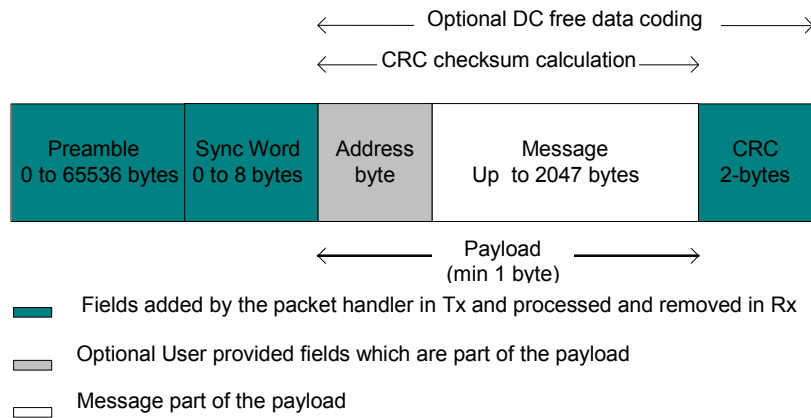 Optional DC free data coding
CRC checksum calculation
Preamble
0 to 65536 bytes
Sync Word
0 to 8 bytes
Address
byte
Message
Up to 2047 bytes
CRC
2-bytes
Payload
(min 1 byte)
Fields added by the packet handler in Tx and processed and removed in Rx
Optional User provided fields which are part of the payload
Message part of the payload